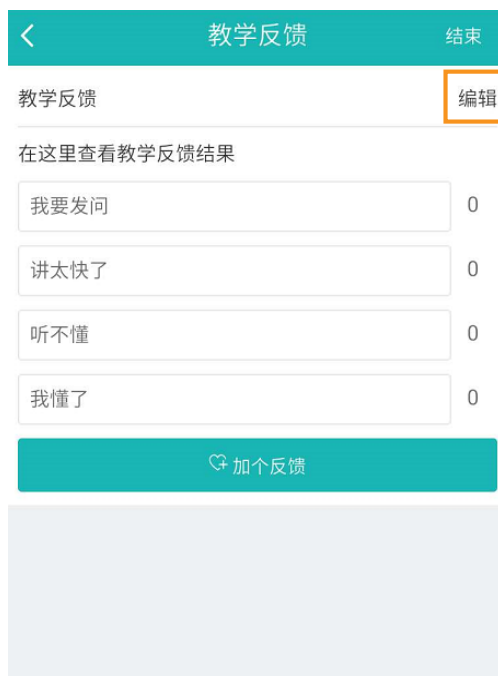 教学反馈 结束
教学反馈 编辑
在这里查看教学反馈结果
我要发问 0
讲太快了 0
听不懂 0
我懂了 0
加个反馈